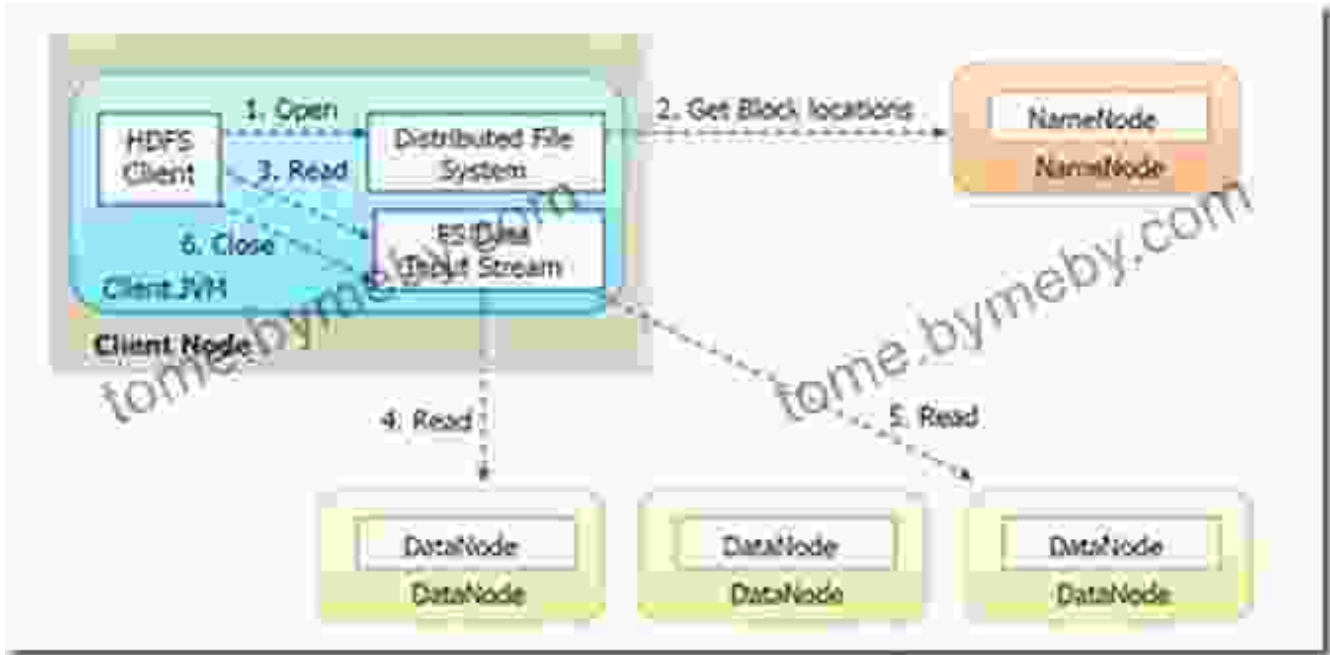 1. Open
2. Get Block locations
HDFS
Client
Distributed File
System
NameNode
NameNode
3. Read
6. Close
Input Stream
Client JVM
Client Node
tome.bymeby.com
tome.bymeby.com
4. Read
5. Read
DataNode
DataNode
DataNode
DataNode
DataNode
DataNode